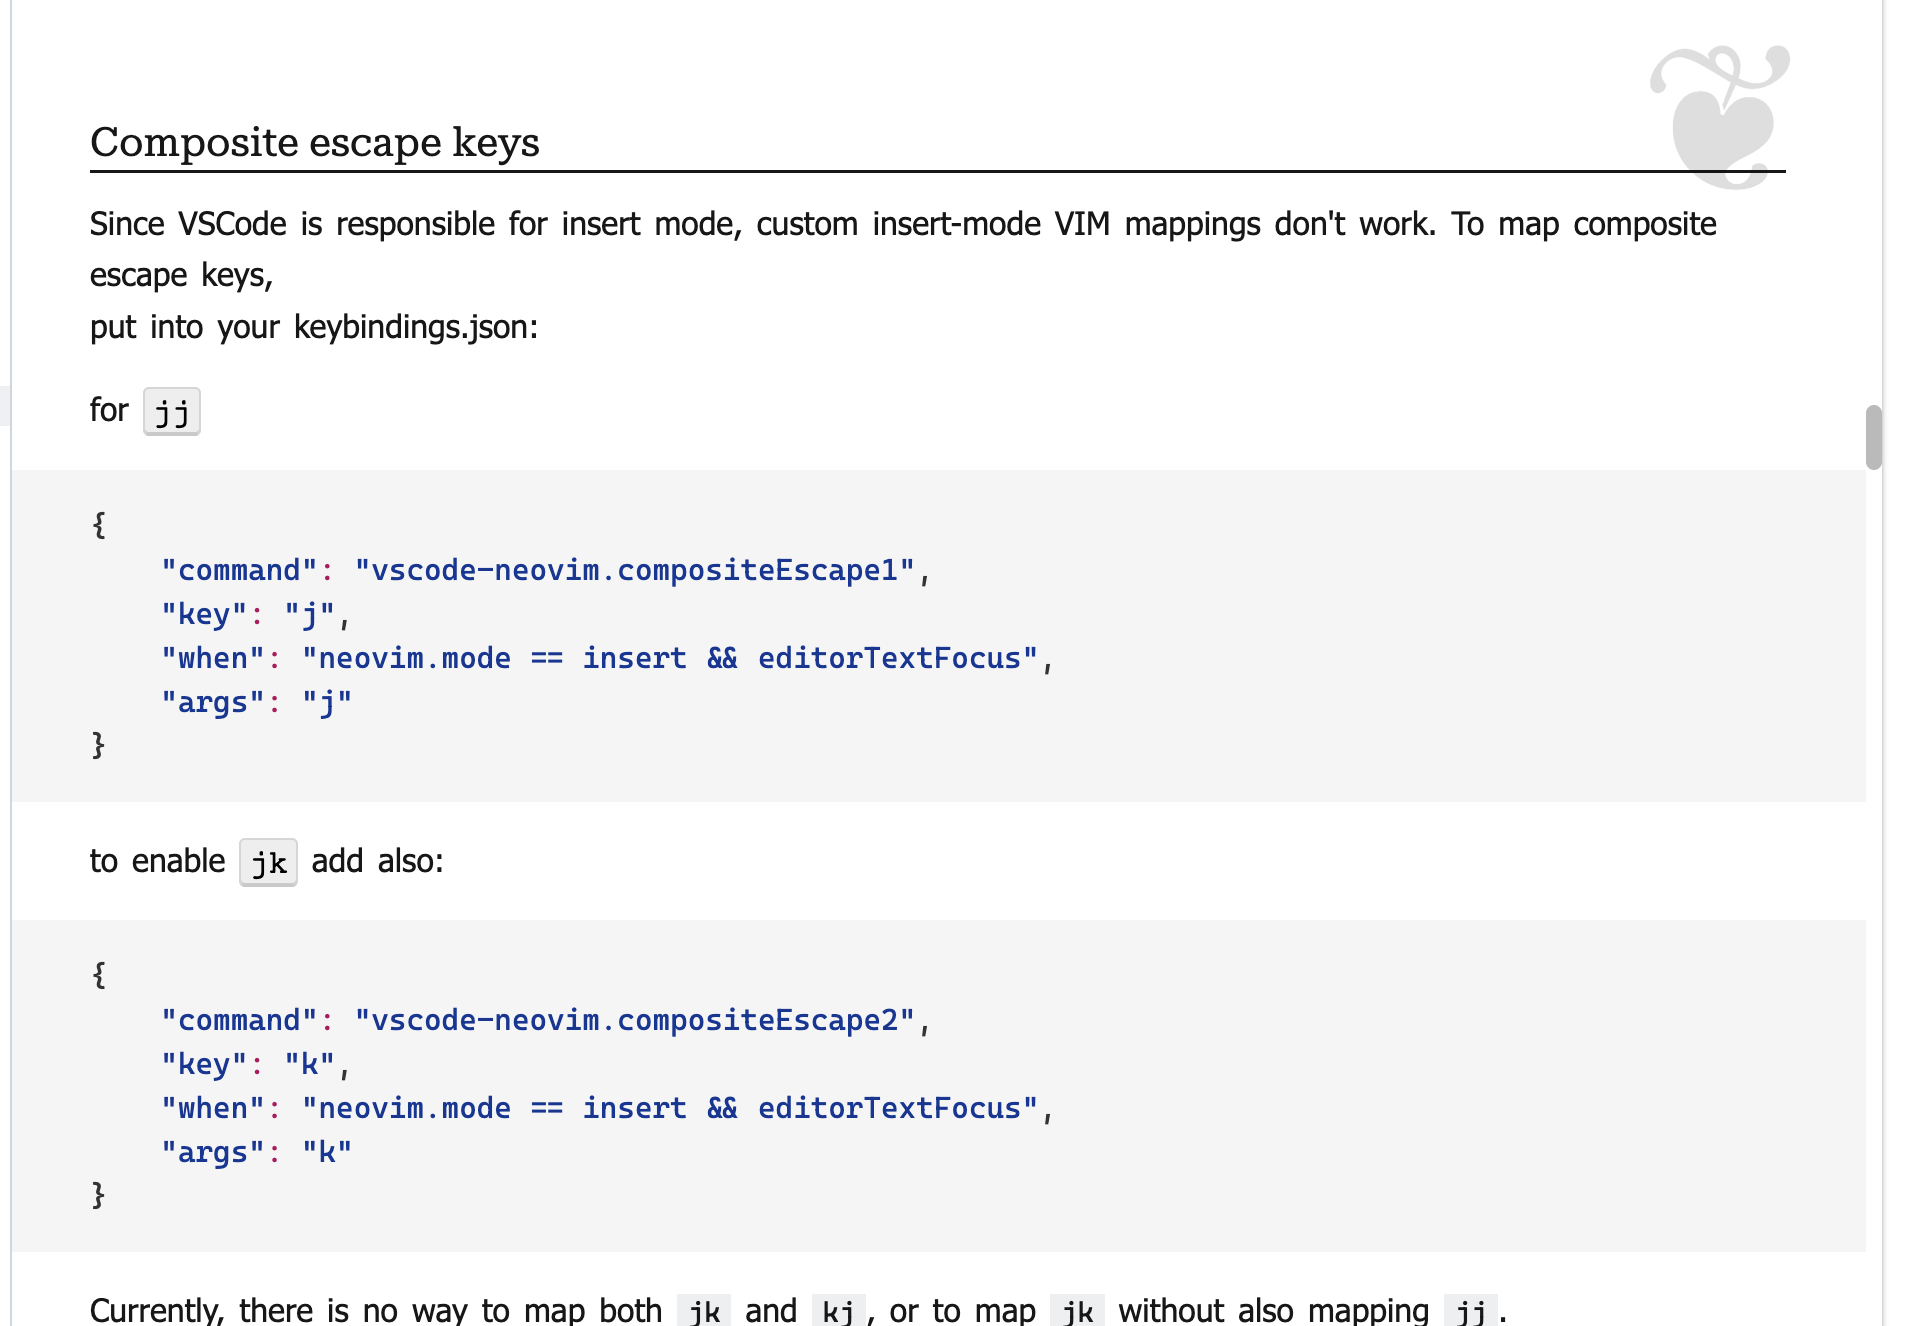 Composite escape keys
Since VSCode is responsible for insert mode, custom insert-mode VIM mappings don't work. To map composite
escape keys,
put into your keybindings.json:
for jj
{
    "command": "vscode-neovim.compositeEscape1",
    "key": "j",
    "when": "neovim.mode == insert && editorTextFocus",
    "args": "j"
}
to enable jk add also:
{
    "command": "vscode-neovim.compositeEscape2",
    "key": "k",
    "when": "neovim.mode == insert && editorTextFocus",
    "args": "k"
}
Currently, there is no way to map both jk and kj, or to map jk without also mapping jj.